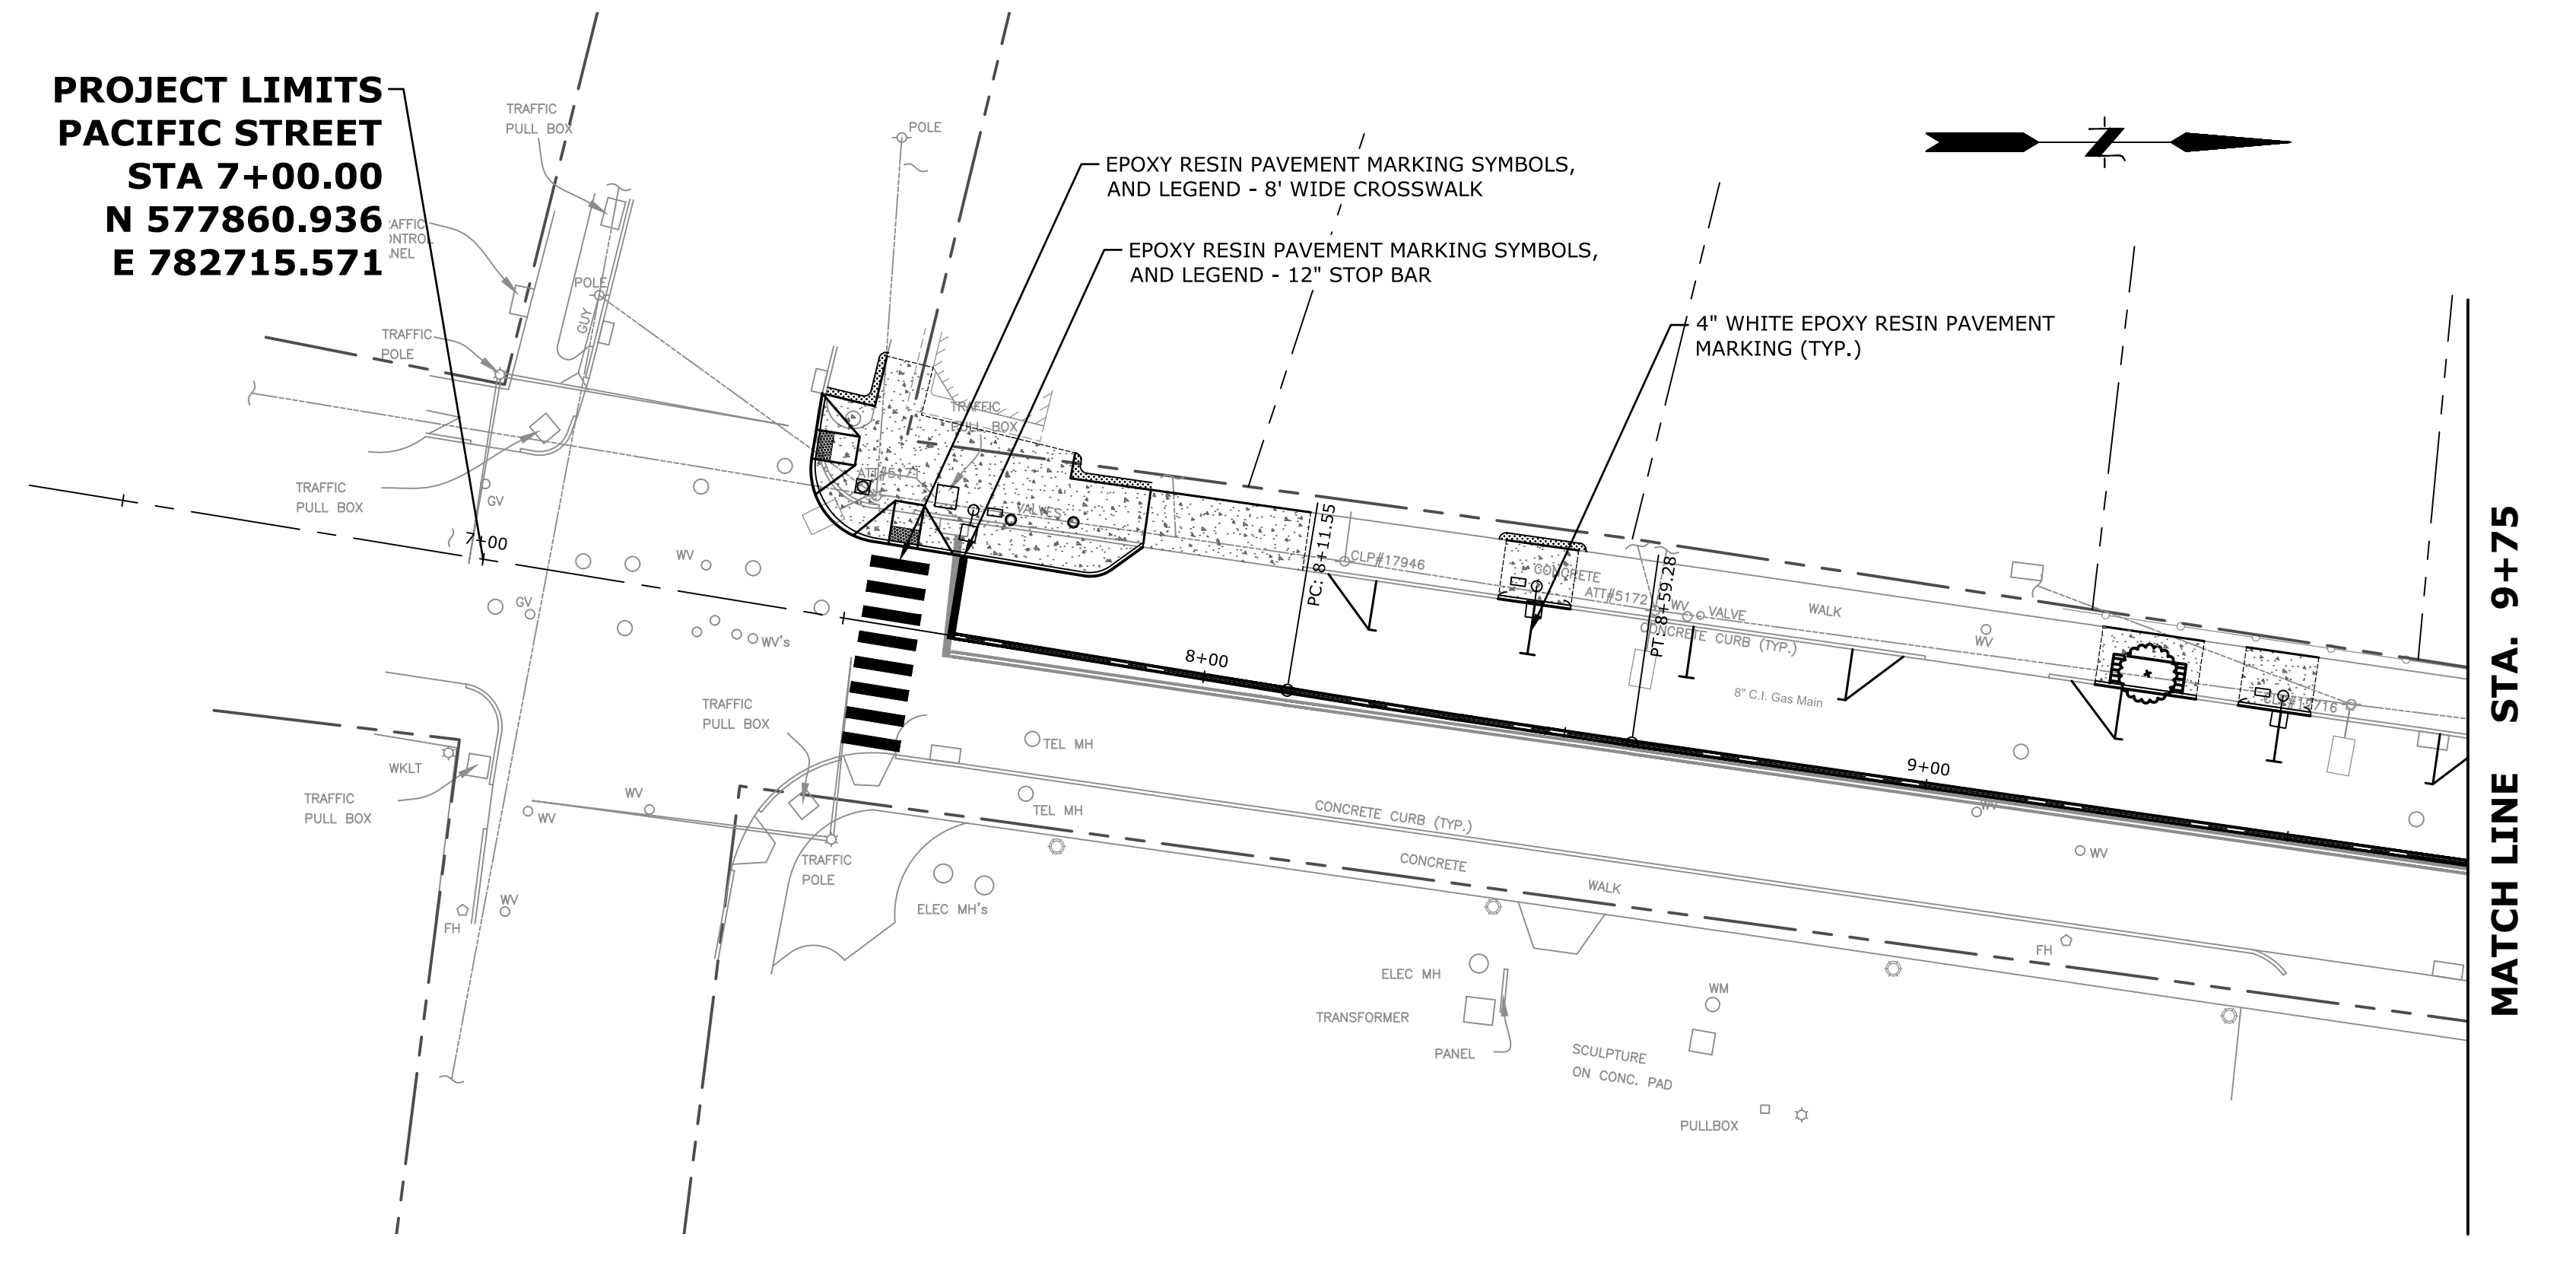 PROJECT LIMITS
PACIFIC STREET
STA 7+00.00
N 577860.936
E 782715.571
TRAFFIC
PULL BOX
AFFIC
ONTROL
NEL
POLE
GUY
TRAFFIC
POLE
TRAFFIC
PULL BOX
GV
7+00
POLE
EPOXY RESIN PAVEMENT MARKING SYMBOLS,
AND LEGEND - 8' WIDE CROSSWALK
EPOXY RESIN PAVEMENT MARKING SYMBOLS,
AND LEGEND - 12" STOP BAR
4" WHITE EPOXY RESIN PAVEMENT
MARKING (TYP.)
N
TRAFFIC
PULL BOX
VALVES
WV
GV
WV's
8+00
PC: 8+11.55
CLP#17946
CONCRETE
ATT#5172
WV
VALVE
WALK
CONCRETE CURB (TYP.)
PT: 8+59.28
8" C.I. Gas Main
WV
9+00
WV
WV
MATCH LINE STA. 9+75
TRAFFIC
PULL BOX
TEL MH
TEL MH
WKLT
TRAFFIC
PULL BOX
WV
WV
TRAFFIC
POLE
WV
FH
ELEC MH's
CONCRETE CURB (TYP.)
CONCRETE
WALK
ELEC MH
TRANSFORMER
PANEL
WM
SCULPTURE
ON CONC. PAD
PULLBOX
FH